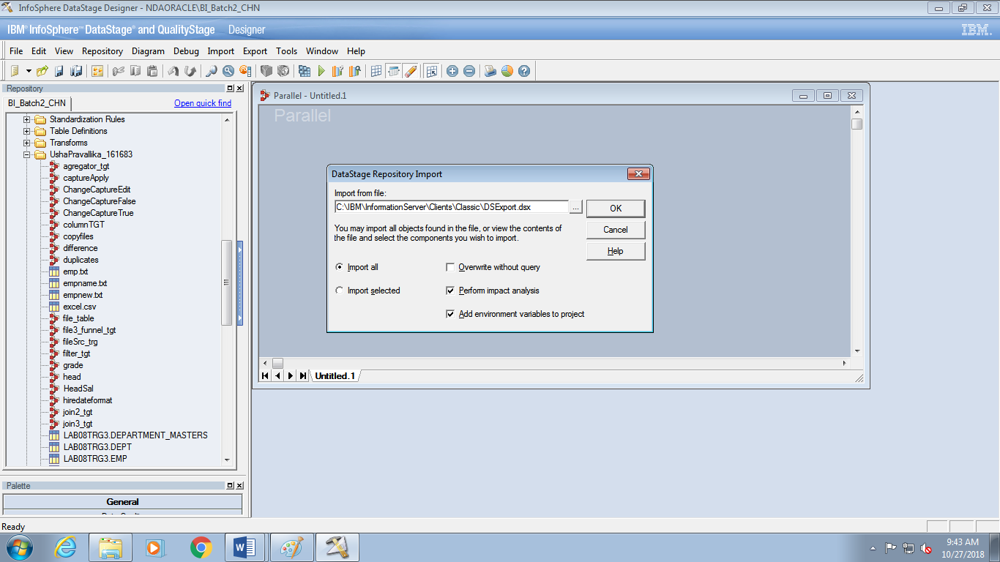 InfoSphere DataStage Designer - NDAORACLE\BI_Batch2_CHN
IBM® InfoSphere™ DataStage® and QualityStage Designer
IBM.
File Edit View Repository Diagram Debug Import Export Tools Window Help
Repository
BI_Batch2_CHN Open quick find
Standardization Rules
Table Definitions
Transforms
UshaPravallika_161683
agregator_tgt
captureApply
ChangeCaptureEdit
ChangeCaptureFalse
ChangeCaptureTrue
columnTGT
copyfiles
difference
duplicates
emp.txt
empname.txt
empnew.txt
excel.csv
file_table
file3_funnel_tgt
fileSrc_trg
filter_tgt
grade
head
HeadSal
hiredateformat
join2_tgt
join3_tgt
LAB08TRG3.DEPARTMENT_MASTERS
LAB08TRG3.DEPT
LAB08TRG3.EMP
Palette
General
Parallel - Untitled.1
Parallel
DataStage Repository Import
Import from file:
C:\IBM\InformationServer\Clients\Classic\DSExport.dsx
...
OK
You may import all objects found in the file, or view the contents of
the file and select the components you wish to import.
Cancel
Help
Import all
Overwrite without query
Import selected
Perform impact analysis
Add environment variables to project
Untitled.1
Ready
9:43 AM
10/27/2018